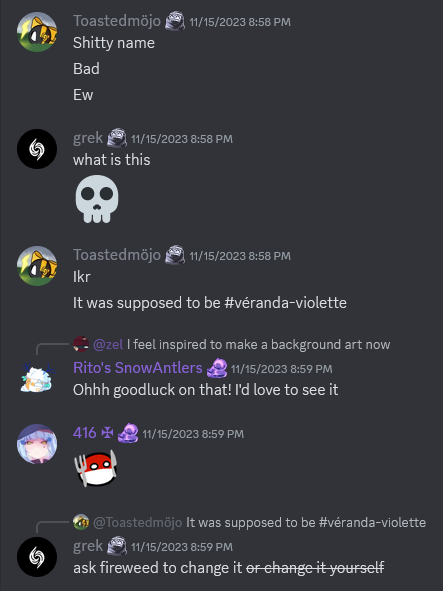 Toastedmöjo 11/15/2023 8:58 PM
Shitty name
Bad
Ew
grek 11/15/2023 8:58 PM
what is this
Toastedmöjo 11/15/2023 8:58 PM
Ikr
It was supposed to be #véranda-violette
@zel I feel inspired to make a background art now
Rito's SnowAntlers 11/15/2023 8:59 PM
Ohhh goodluck on that! I'd love to see it
416 ✠ 11/15/2023 8:59 PM
@Toastedmöjo It was supposed to be #véranda-violette
grek 11/15/2023 8:59 PM
ask fireweed to change it or change it yourself